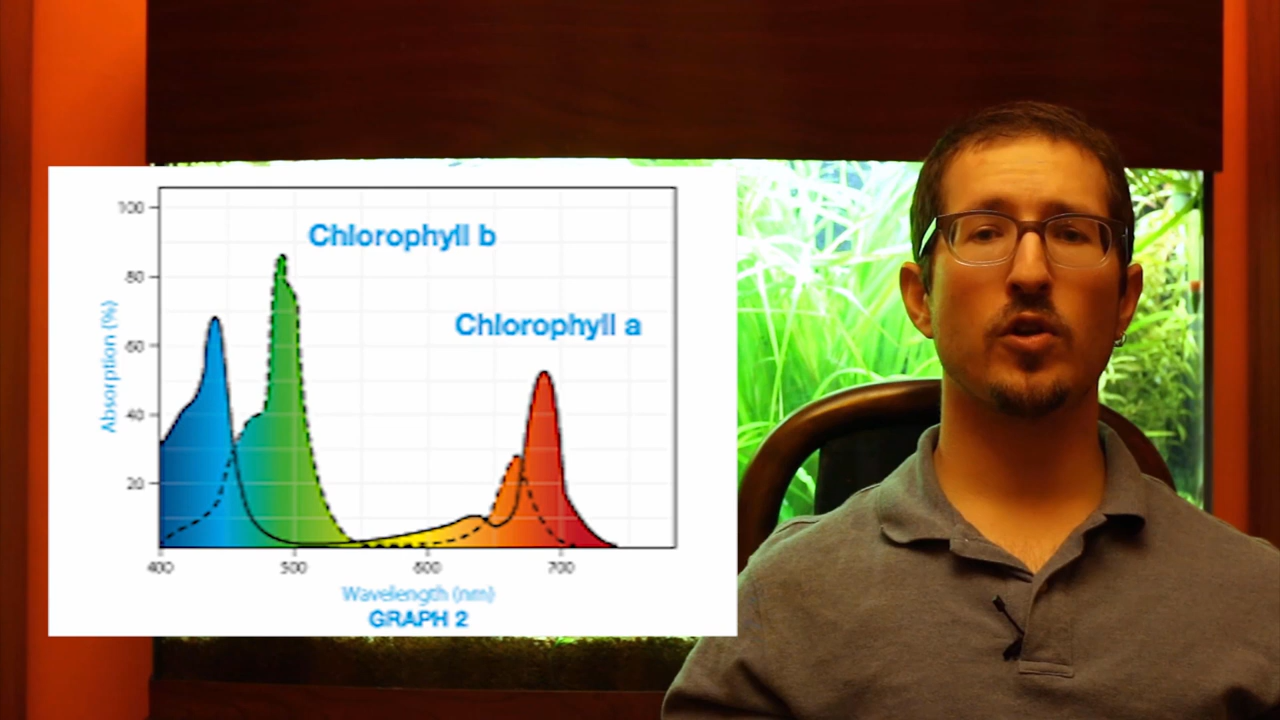 Chlorophyll b
Chlorophyll a
Absorption (%)
100
80
60
40
20
400 500 600 700
Wavelength (nm)
GRAPH 2